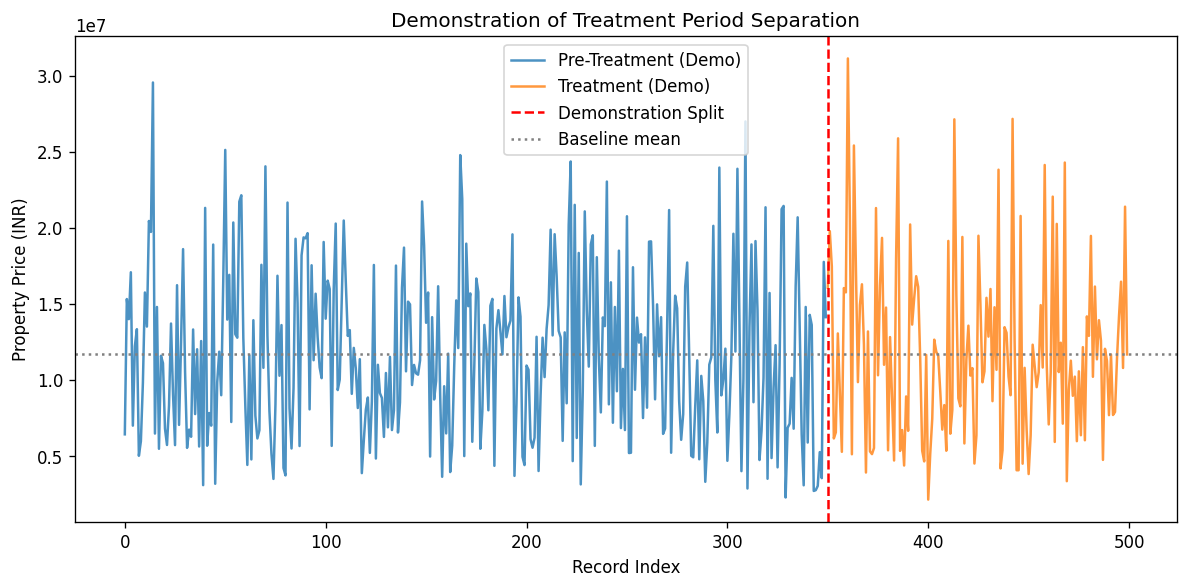 Demonstration of Treatment Period Separation
1e7
Pre-Treatment (Demo)
Treatment (Demo)
Demonstration Split
Baseline mean
Property Price (INR)
3.0
2.5
2.0
1.5
1.0
0.5
0 100 200 300 400 500
Record Index